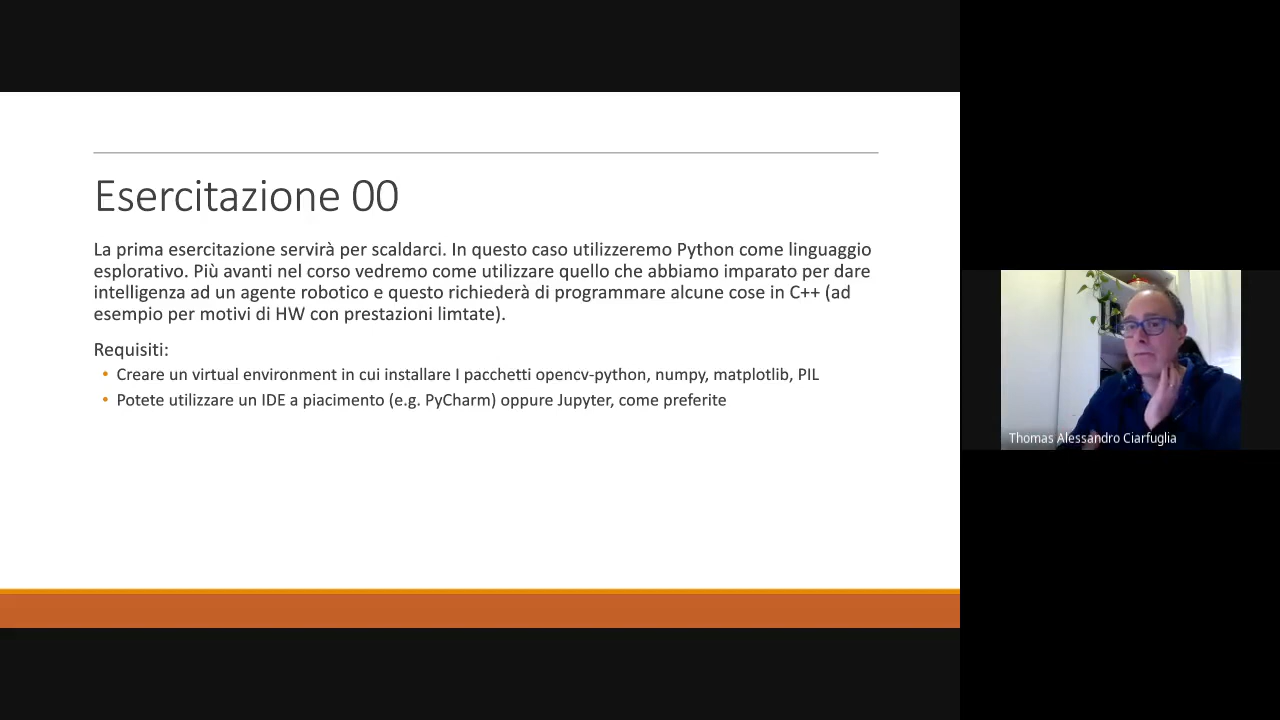 Esercitazione 00
La prima esercitazione servirà per scaldarci. In questo caso utilizzeremo Python come linguaggio
esplorativo. Più avanti nel corso vedremo come utilizzare quello che abbiamo imparato per dare
intelligenza ad un agente robotico e questo richiederà di programmare alcune cose in C++ (ad
esempio per motivi di HW con prestazioni limtate).
Requisiti:
• Creare un virtual environment in cui installare I pacchetti opencv-python, numpy, matplotlib, PIL
• Potete utilizzare un IDE a piacimento (e.g. PyCharm) oppure Jupyter, come preferite
Thomas Alessandro Ciarfuglia